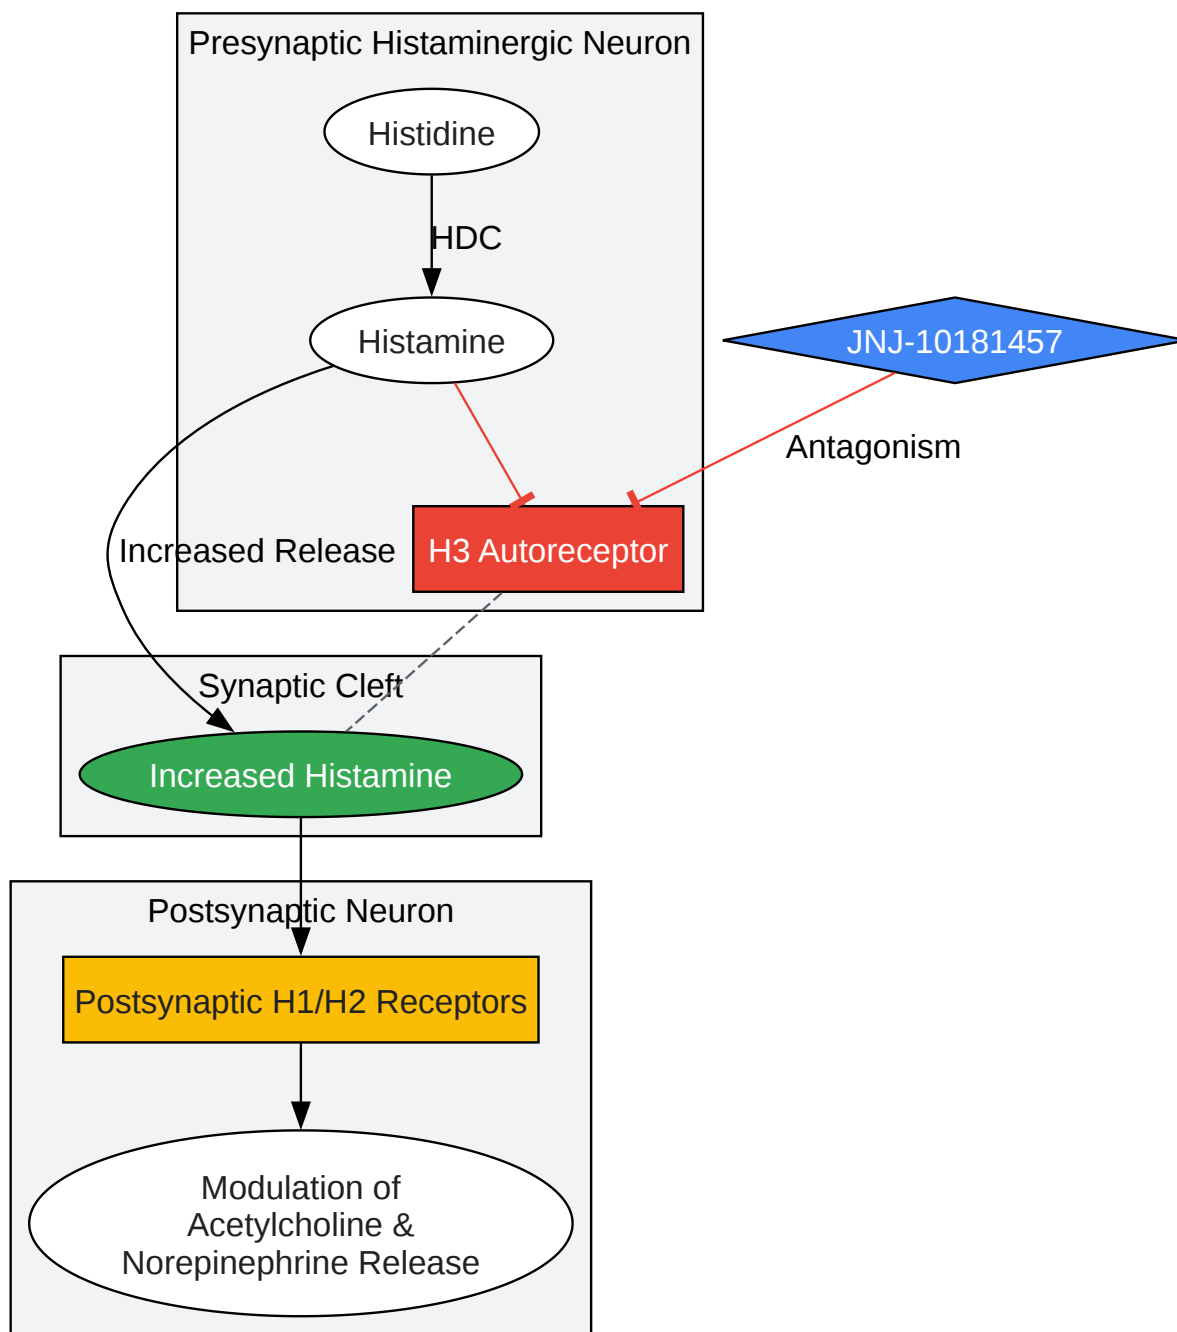 Presynaptic Histaminergic Neuron
Histidine
HDC
Histamine
JNJ-10181457
Antagonism
Increased Release
H3 Autoreceptor
Synaptic Cleft
Increased Histamine
Postsynaptic Neuron
Postsynaptic H1/H2 Receptors
Modulation of
Acetylcholine &
Norepinephrine Release